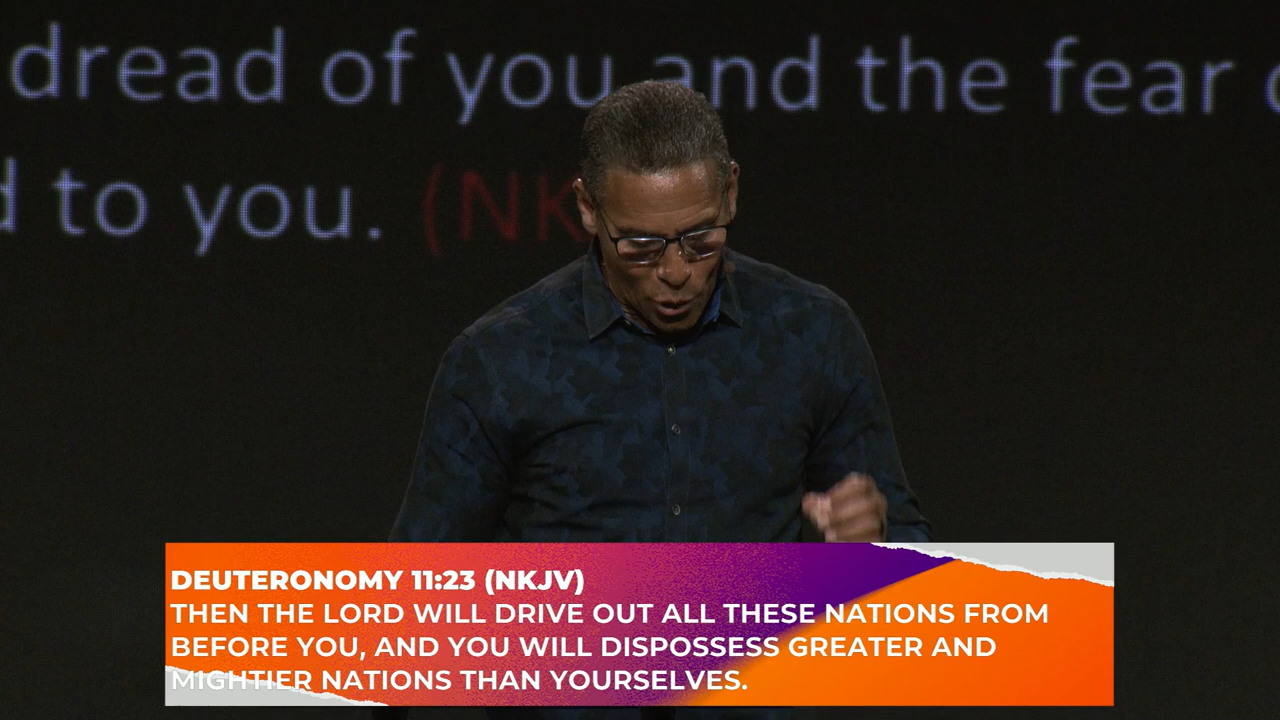 dread of you and the fear
to you. (NK
DEUTERONOMY 11:23 (NKJV)
THEN THE LORD WILL DRIVE OUT ALL THESE NATIONS FROM
BEFORE YOU, AND YOU WILL DISPOSSESS GREATER AND
MIGHTIER NATIONS THAN YOURSELVES.